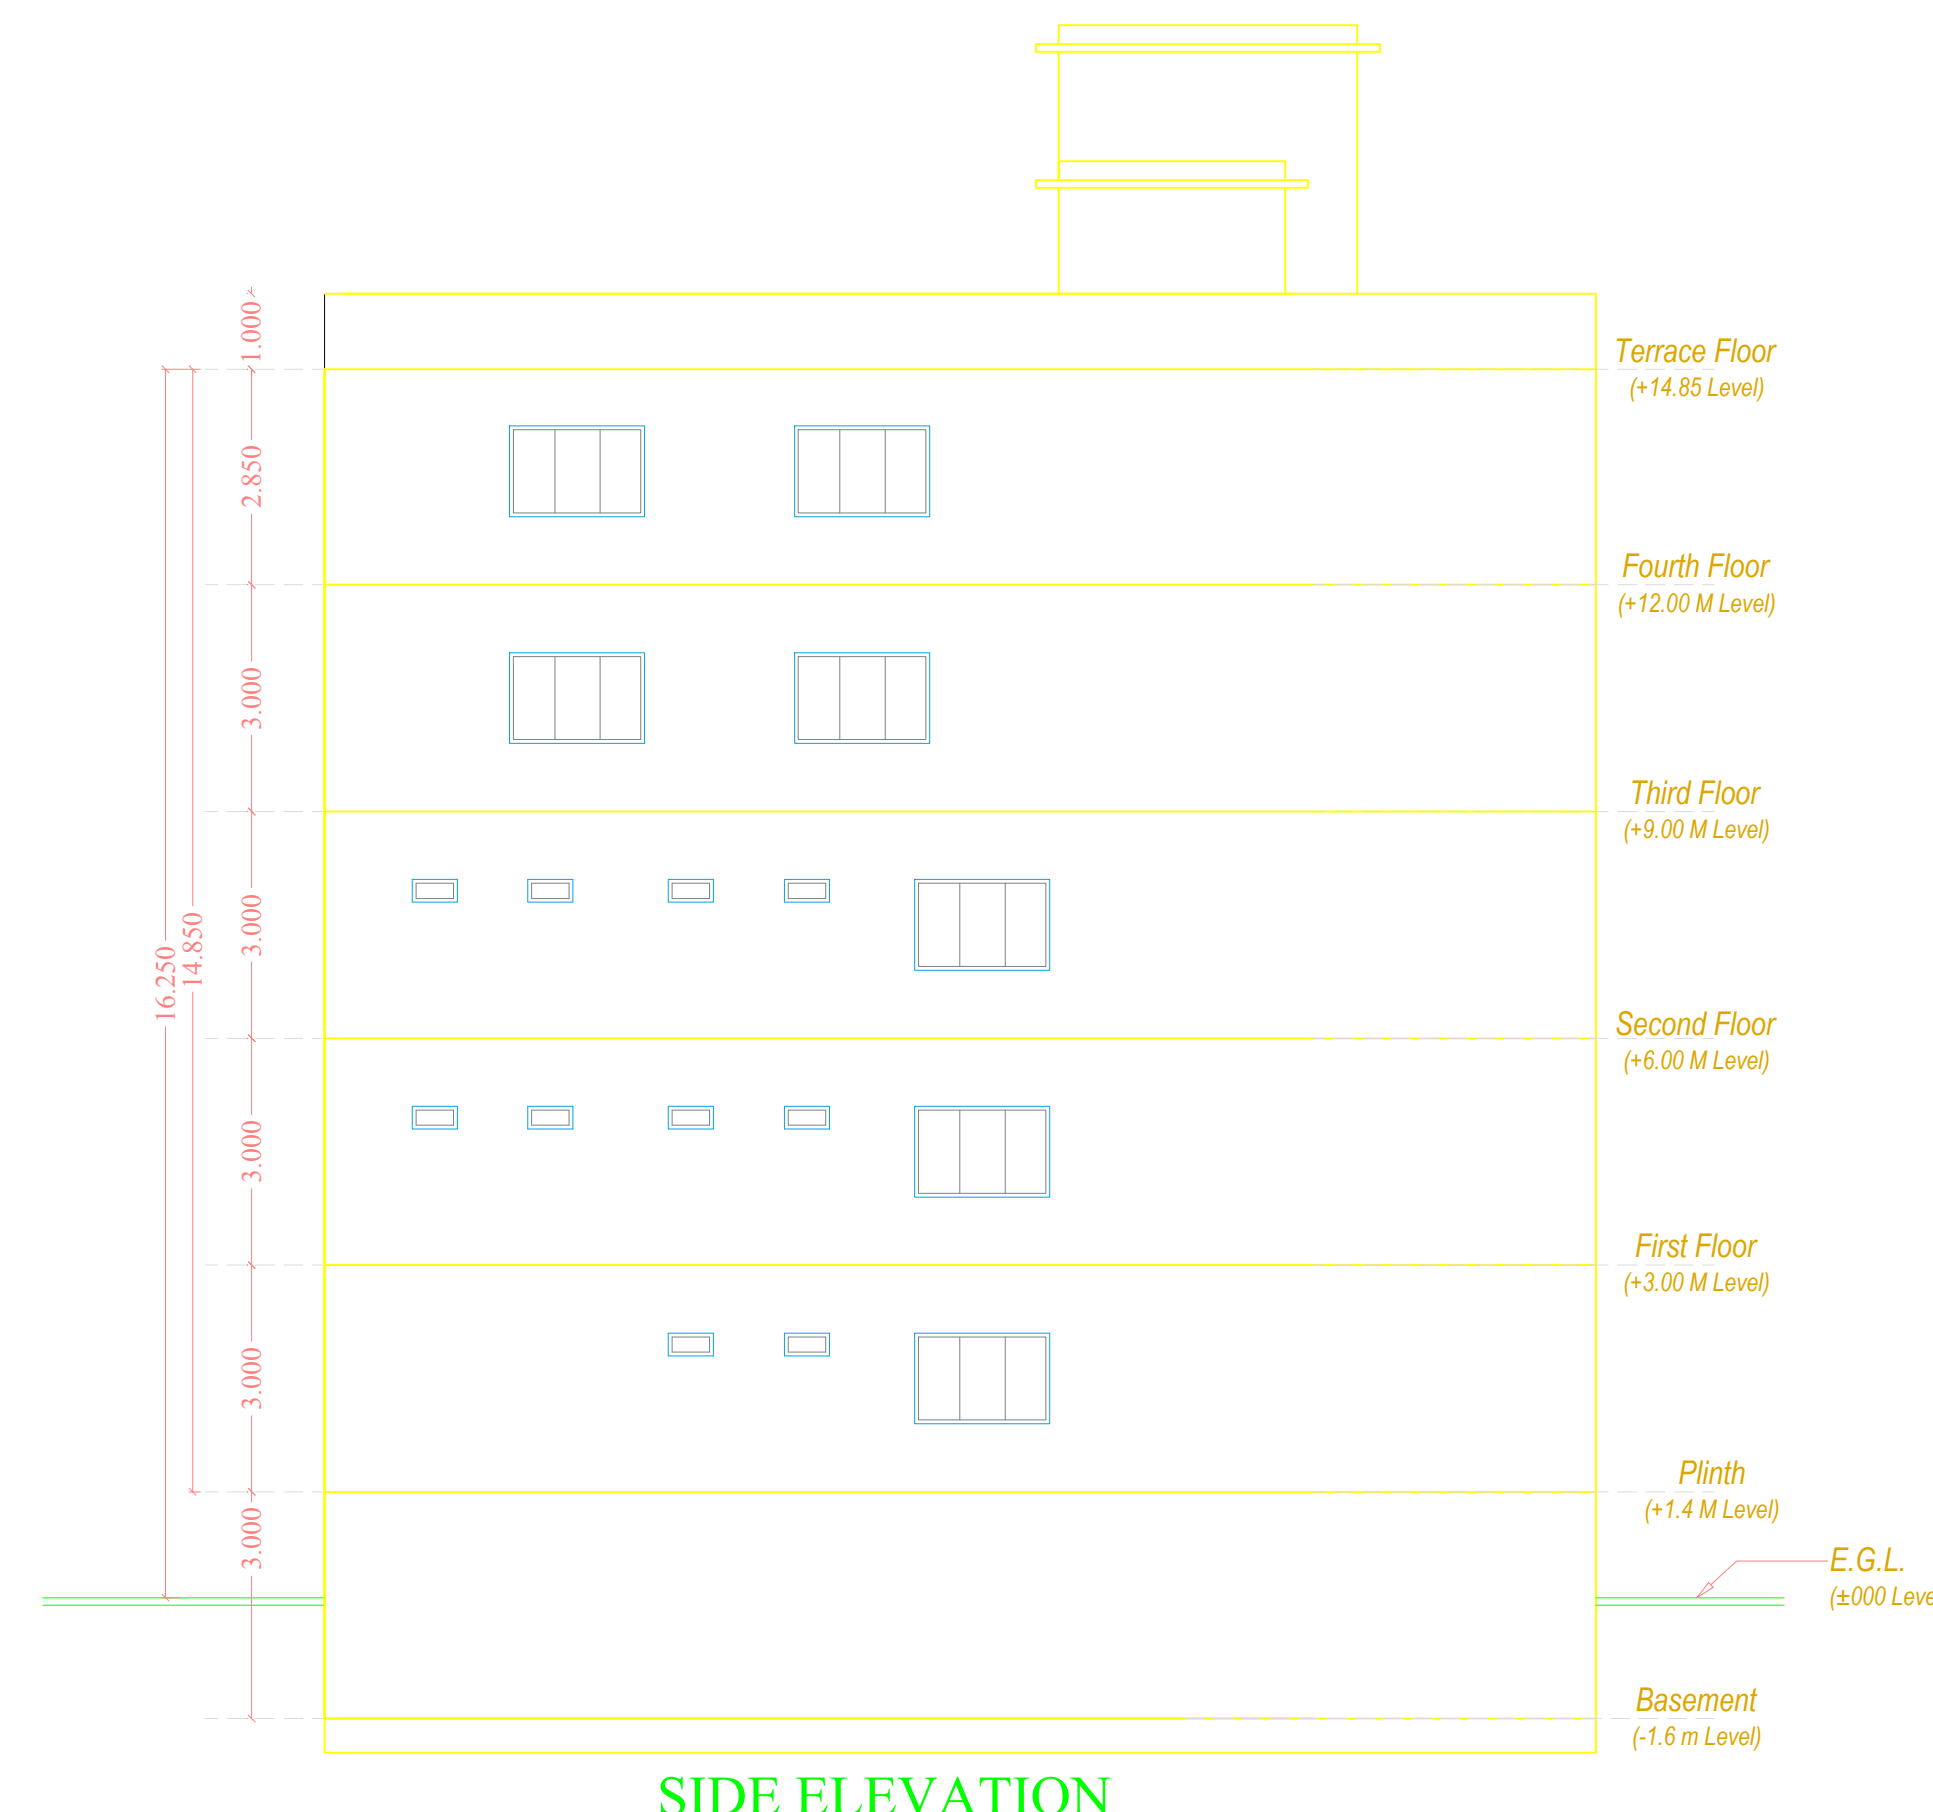 1.000
Terrace Floor
(+14.85 Level)
2.850
Fourth Floor
(+12.00 M Level)
3.000
Third Floor
(+9.00 M Level)
3.000
16.250
14.850
Second Floor
(+6.00 M Level)
3.000
First Floor
(+3.00 M Level)
3.000
Plinth
(+1.4 M Level)
3.000
E.G.L.
(±000 Leve
Basement
(-1.6 m Level)
SIDE ELEVATION